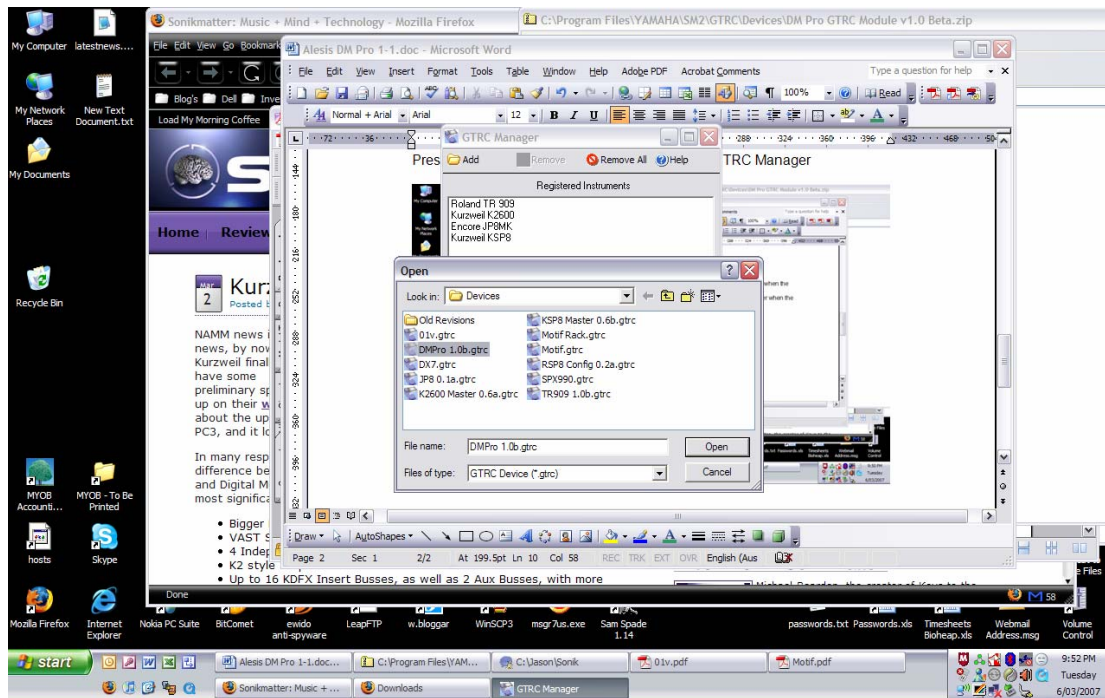 Sonikmatter: Music + Mind + Technology - Mozilla Firefox
C:\Program Files\YAMAHA\SM2\GTRC\Devices\DM Pro GTRC Module v1.0 Beta.zip
My Computer
latestnews....
My Network Places
New Text Document.txt
My Documents
Recycle Bin
MYOB Accounti...
MYOB - To Be Printed
hosts
Skype
Mozilla Firefox
Internet Explorer
File Edit View Go Bookmark
Blog's Dell
Load My Morning Coffee
Home Review
Mar 2
Posted
NAMM news
news, by now
Kurzweil final
have some
preliminary sp
up on their
about the up
PC3, and it lo
In many resp
difference be
and Digital M
most significa
• Bigger
• VAST S
• 4 Indep
• K2 style
• Up to 16 KDFX Insert Busses, as well as 2 Aux Busses, with more
Done
58
Alesis DM Pro 1-1.doc - Microsoft Word
File Edit View Insert Format Tools Table Window Help Adobe PDF Acrobat Comments
Type a question for help
100% Read
Normal + Arial Arial 12 B I U
Pres
TRC Manager
GTRC Manager
Add Remove Remove All Help
Registered Instruments
Roland TR 909
Kurzweil K2600
Encore JP8MK
Kurzweil KSP8
Open
Look in: Devices
Old Revisions
01v.gtrc
DMPro 1.0b.gtrc
DX7.gtrc
JP8 0.1a.gtrc
K2600 Master 0.6a.gtrc
KSP8 Master 0.6b.gtrc
Motif Rack.gtrc
Motif.gtrc
RSP8 Config 0.2a.gtrc
SPX990.gtrc
TR909 1.0b.gtrc
File name: DMPro 1.0b.gtrc Open
Files of type: GTRC Device (*.gtrc) Cancel
Draw AutoShapes
Page 2 Sec 1 2/2 At 199.5pt Ln 10 Col 58 REC TRK EXT OVR English (Aus
Nokia PC Suite
BitComet
ewido anti-spyware
LeapFTP
w.bloggar
WinSCP3
msgr7us.exe
Sam Spade 1.14
passwords.txt
Passwords.xls
Timesheets Bioheap.xls
Webmail Address.msg
Volume Control
start
Alesis DM Pro 1-1.doc...
C:\Program Files\YAM...
C:\Jason\Sonik
01v.pdf
Motif.pdf
Sonikmatter: Music + ...
Downloads
GTRC Manager
9:52 PM
Tuesday
6/03/2007